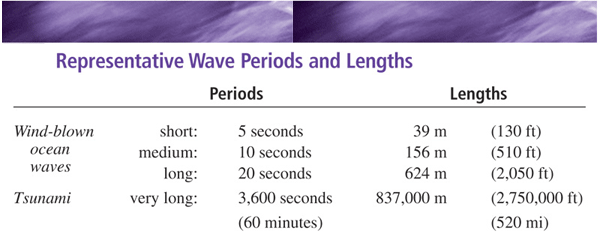 Representative Wave Periods and Lengths
Periods Lengths
Wind-blown short: 5 seconds 39 m (130 ft)
ocean medium: 10 seconds 156 m (510 ft)
waves long: 20 seconds 624 m (2,050 ft)
Tsunami very long: 3,600 seconds 837,000 m (2,750,000 ft)
(60 minutes) (520 mi)